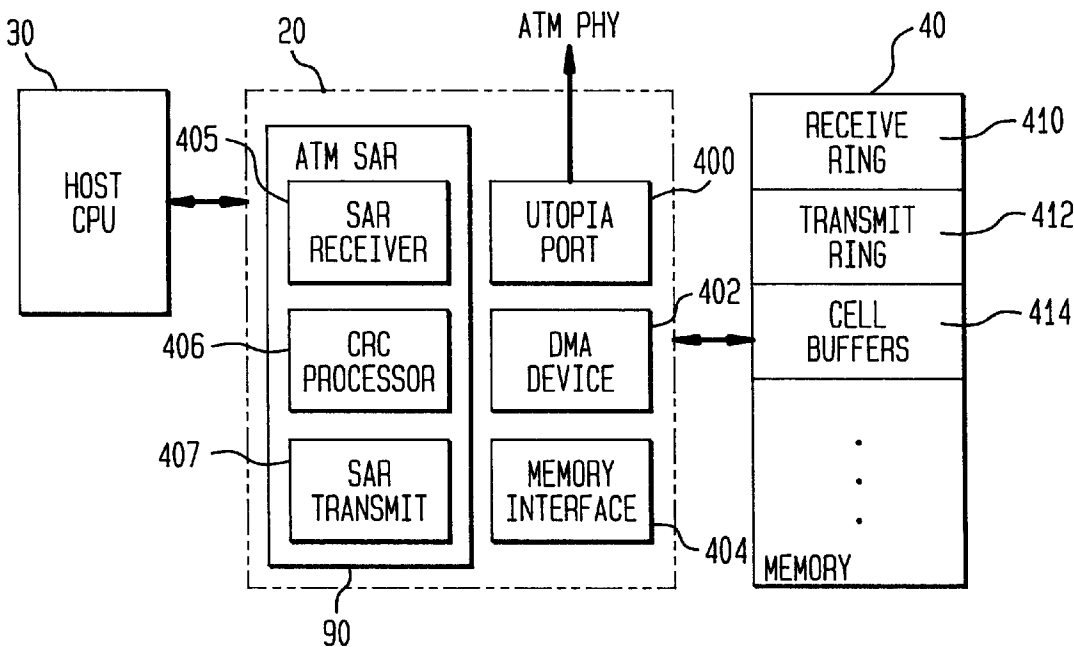 30
20
ATM PHY
40
HOST
CPU
405
ATM SAR
SAR
RECEIVER
UTOPIA
PORT
400
RECEIVE
RING
410
TRANSMIT
RING
412
406
CRC
PROCESSOR
DMA
DEVICE
402
CELL
BUFFERS
414
407
SAR
TRANSMIT
MEMORY
INTERFACE
404
MEMORY
90